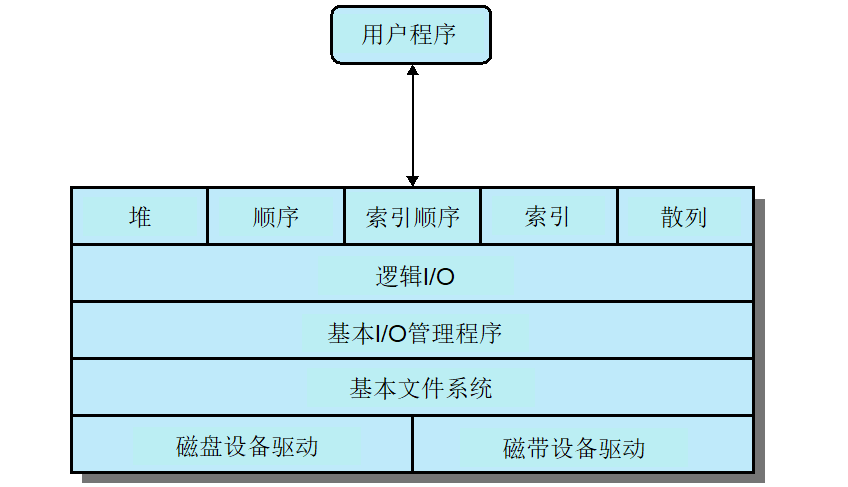 用户程序
堆 顺序 索引顺序 索引 散列
逻辑I/O
基本I/O管理程序
基本文件系统
磁盘设备驱动 磁带设备驱动